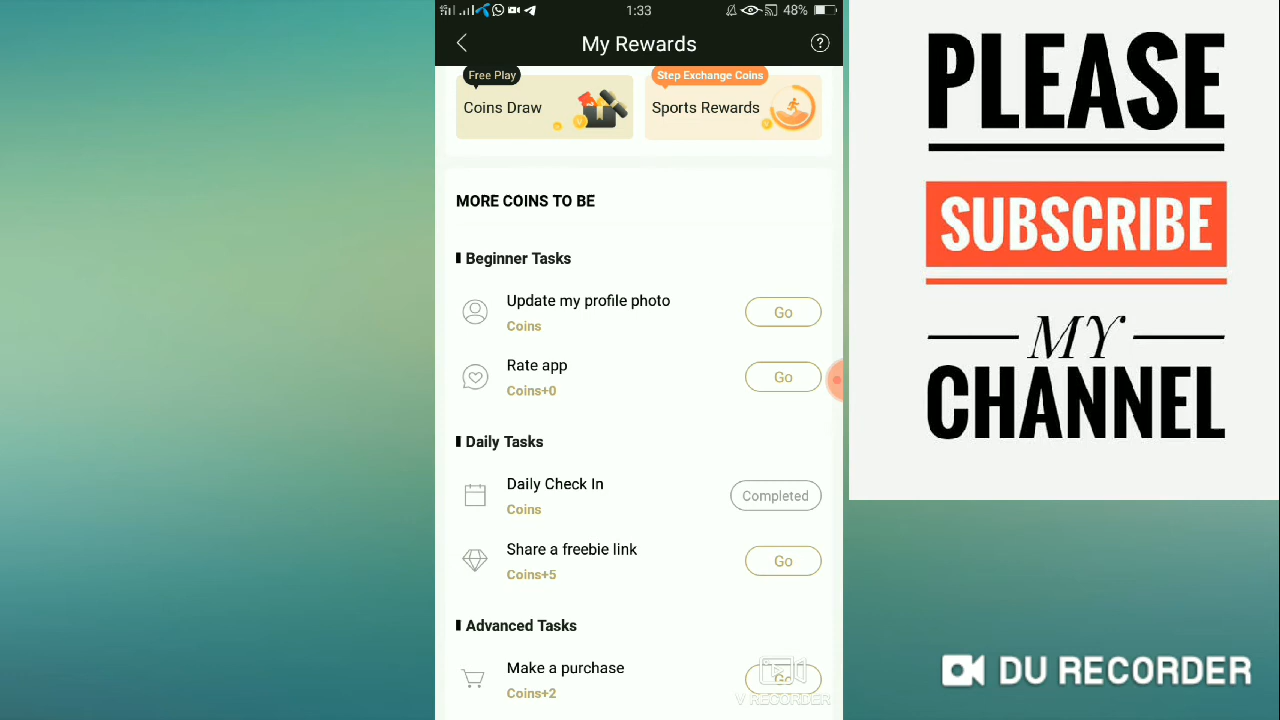 1:33
48%
My Rewards
Free Play
Coins Draw
Step Exchange Coins
Sports Rewards
MORE COINS TO BE
Beginner Tasks
Update my profile photo
Coins
Go
Rate app
Coins+0
Go
Daily Tasks
Daily Check In
Coins
Completed
Share a freebie link
Coins+5
Go
Advanced Tasks
Make a purchase
Coins+2
Go
V RECORDER
PLEASE
SUBSCRIBE
MY
CHANNEL
DU RECORDER